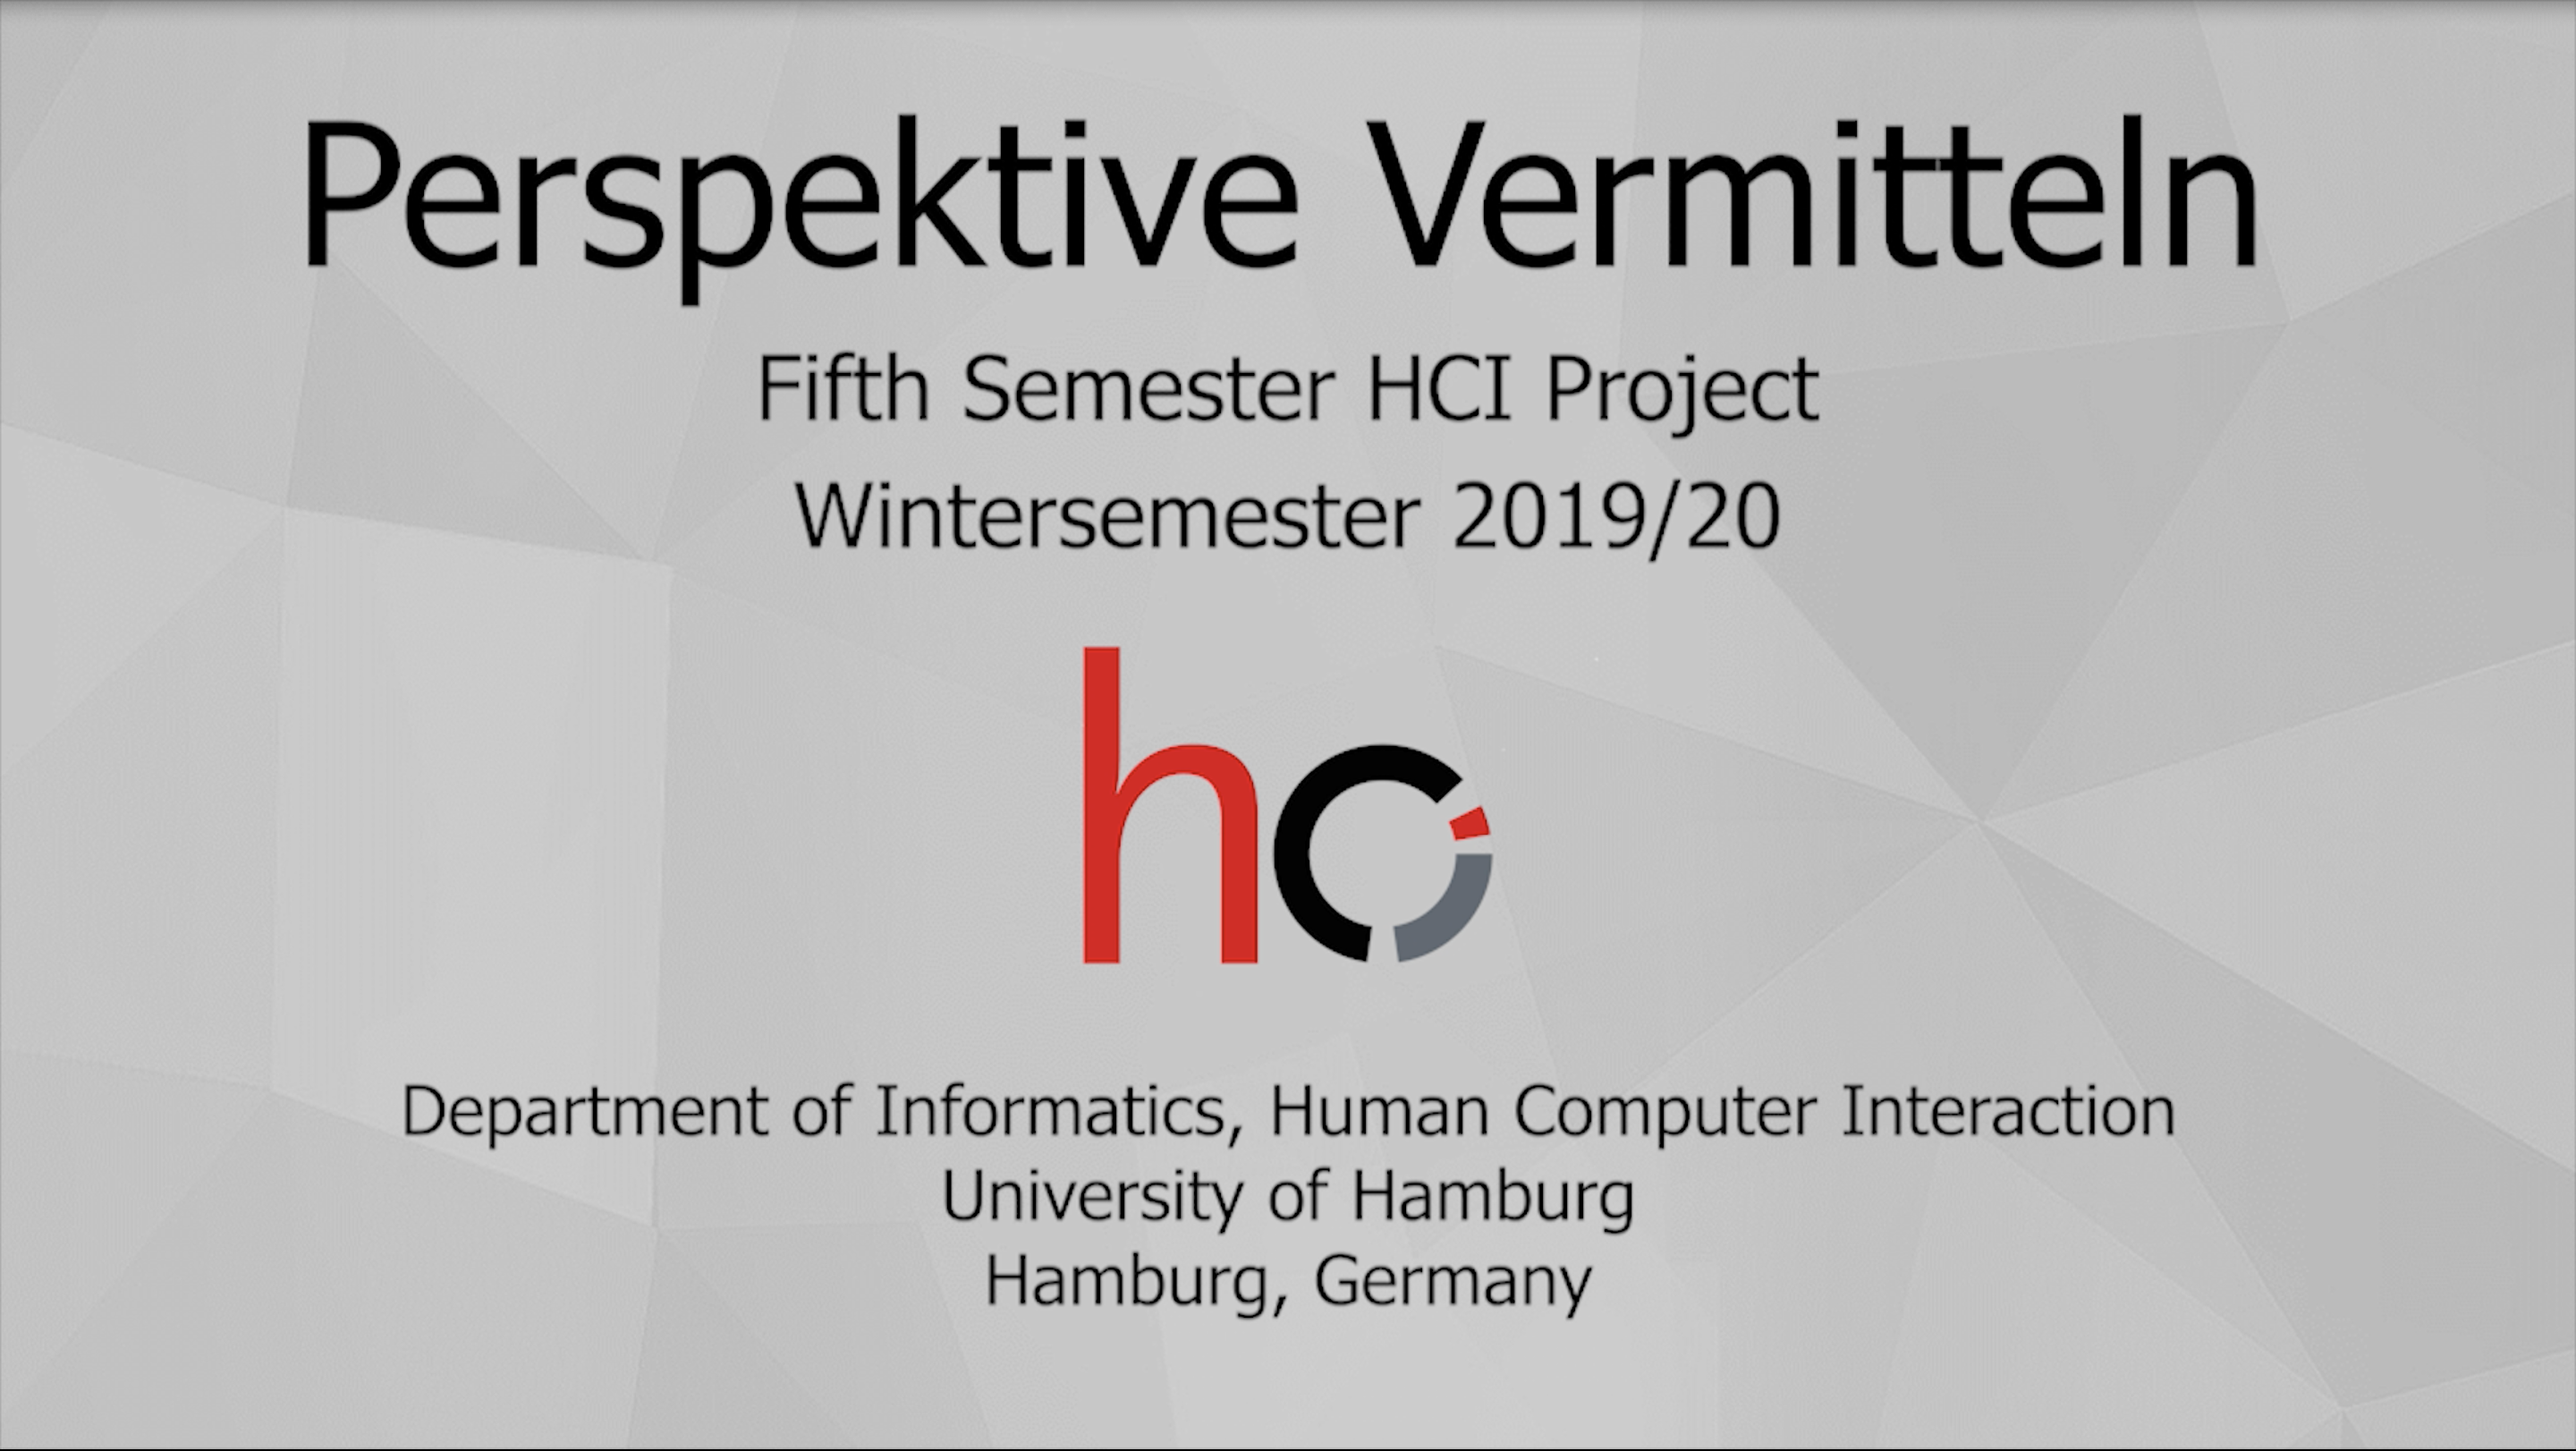 Perspektive Vermitteln
Fifth Semester HCI Project
Wintersemester 2019/20
hci
Department of Informatics, Human Computer Interaction
University of Hamburg
Hamburg, Germany